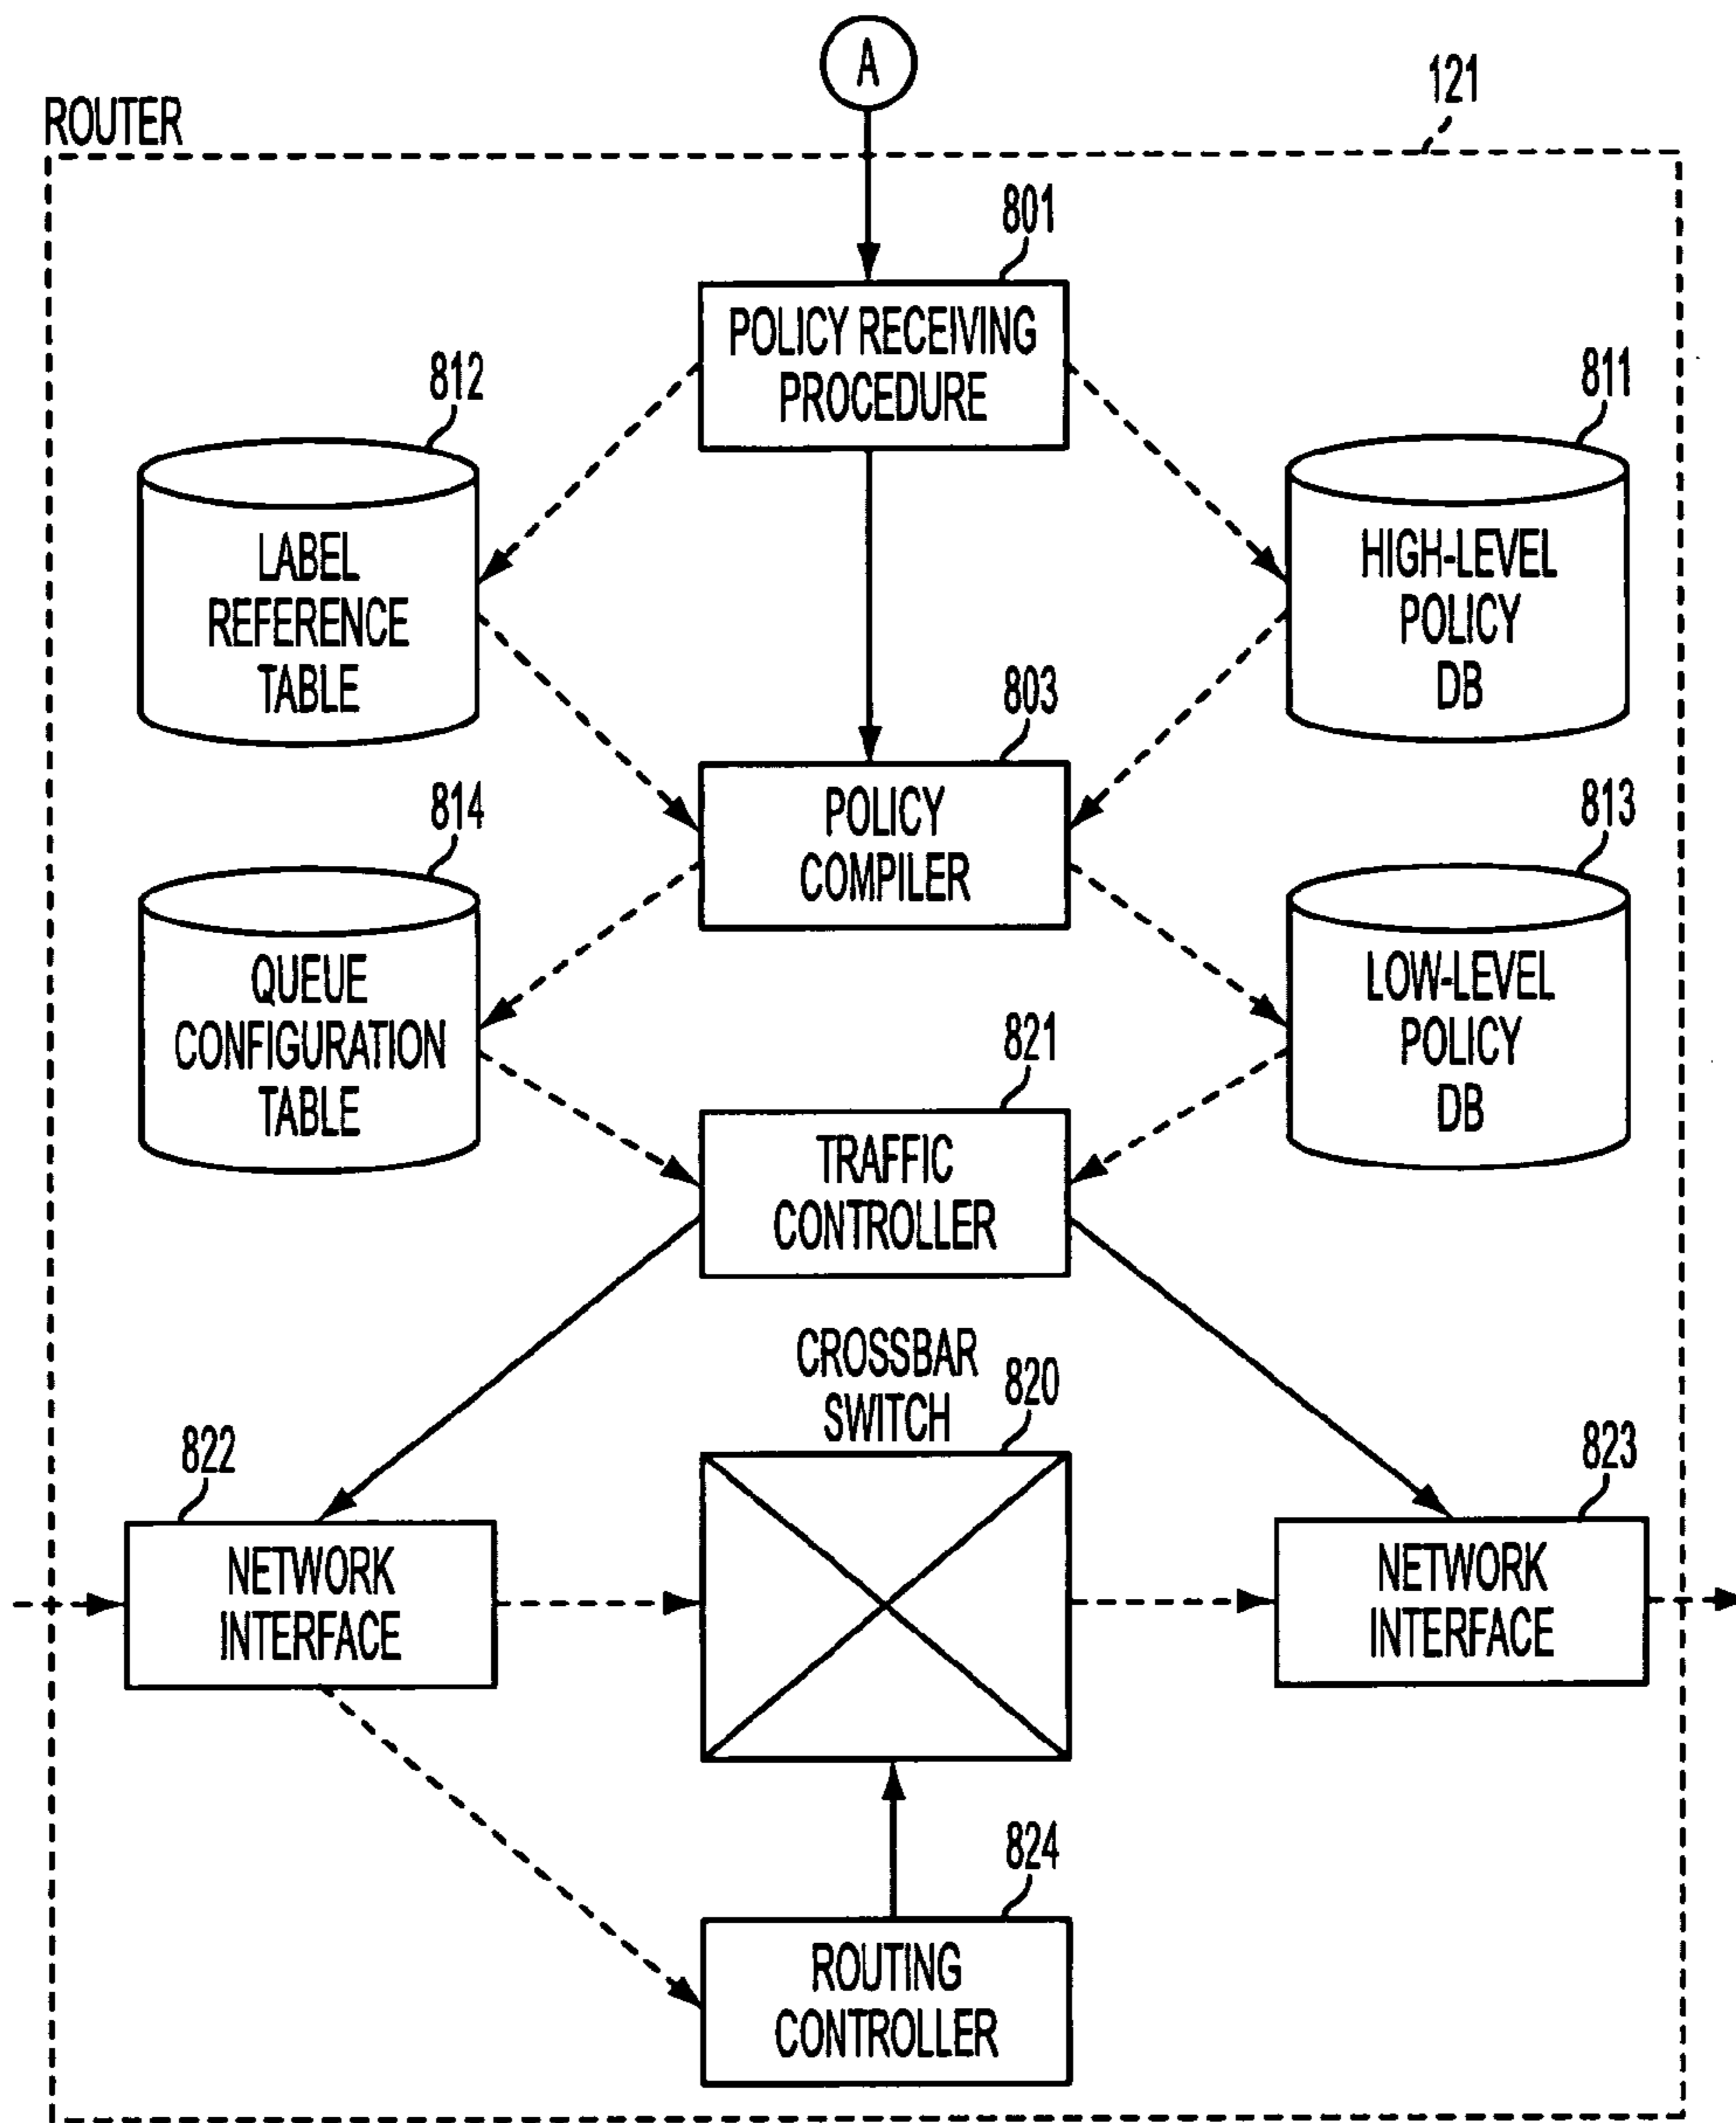 A
121
ROUTER
801
POLICY RECEIVING
PROCEDURE
812
LABEL
REFERENCE
TABLE
811
HIGH-LEVEL
POLICY
DB
803
POLICY
COMPILER
814
QUEUE
CONFIGURATION
TABLE
813
LOW-LEVEL
POLICY
DB
821
TRAFFIC
CONTROLLER
CROSSBAR
SWITCH
820
822
NETWORK
INTERFACE
823
NETWORK
INTERFACE
824
ROUTING
CONTROLLER